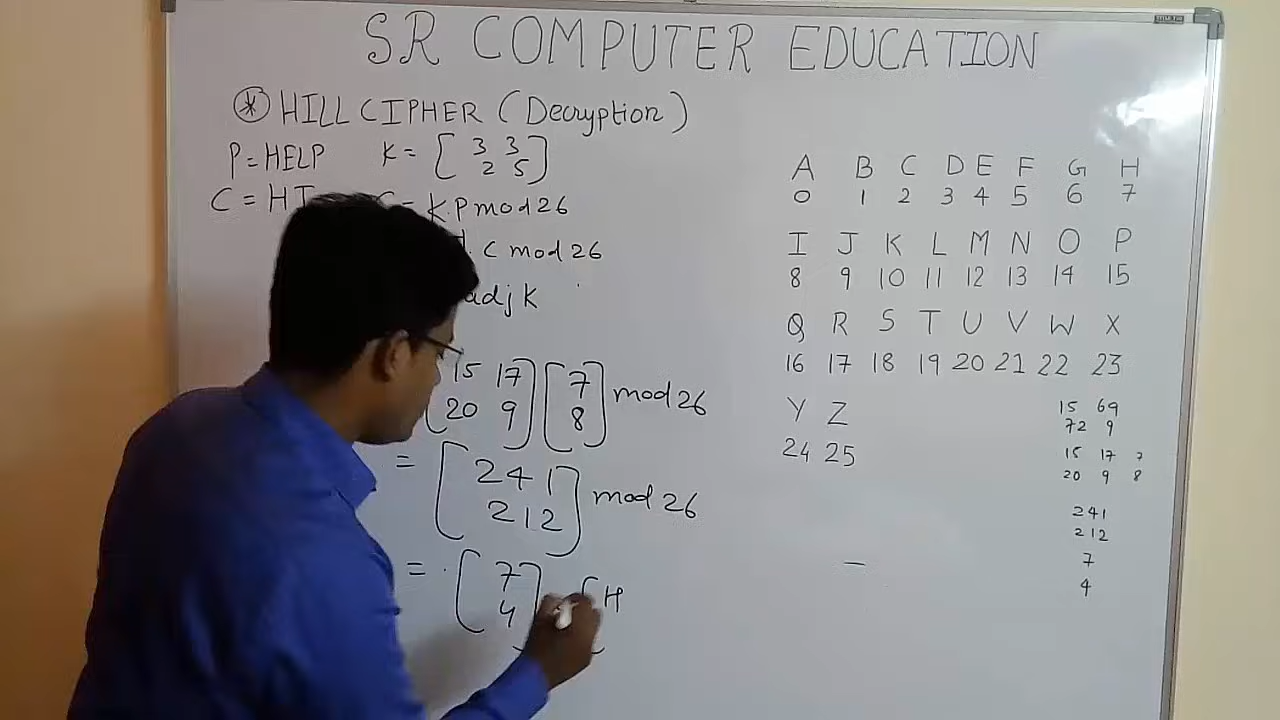 SR COMPUTER EDUCATION
* HILL CIPHER (Decryption)
P = HELP K = [ 3 3
2 5 ]
C = HI C = K.P mod 26
. C mod 26
adj K
15 17 7
20 9 8 mod 26
= 241
212 mod 26
= 7 H
4
A B C D E F G H
0 1 2 3 4 5 6 7
I J K L M N O P
8 9 10 11 12 13 14 15
Q R S T U V W X
16 17 18 19 20 21 22 23
Y Z
24 25
15 69
72 9
15 17 7
20 9 8
241
212
7
4